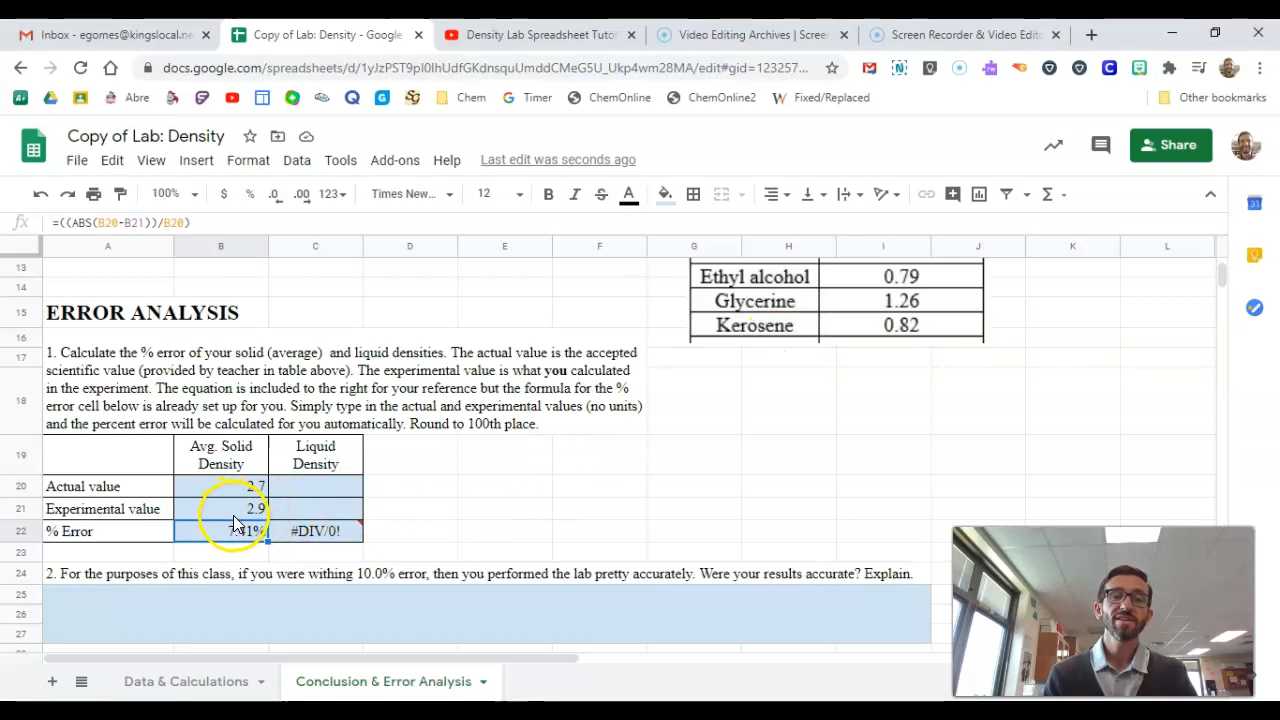 Inbox - egomes@kingslocal.ne
Copy of Lab: Density - Google
Density Lab Spreadsheet Tuto
Video Editing Archives | Scree
Screen Recorder & Video Edit
docs.google.com/spreadsheets/d/1yJzPST9pI0lhUdfGKdnsquUmddCMeG5U_Ukp4wm28MA/edit#gid=123257...
Abre
Chem
Timer
ChemOnline
ChemOnline2
Fixed/Replaced
Other bookmarks
Copy of Lab: Density
File Edit View Insert Format Data Tools Add-ons Help Last edit was seconds ago
Share
100% $ % .0 .00 123 Times New... 12 B I S A
fx =((ABS(B20-B21))/B20)
A B C D E F G H I J K L
13
Ethyl alcohol 0.79
14
Glycerine 1.26
15 ERROR ANALYSIS
Kerosene 0.82
16
17 1. Calculate the % error of your solid (average) and liquid densities. The actual value is the accepted
scientific value (provided by teacher in table above). The experimental value is what you calculated
in the experiment. The equation is included to the right for your reference but the formula for the %
18 error cell below is already set up for you. Simply type in the actual and experimental values (no units)
and the percent error will be calculated for you automatically. Round to 100th place.
Avg. Solid Liquid
19
Density Density
20 Actual value 2.7
21 Experimental value 2.9
22 % Error 7.41% #DIV/0!
23
24 2. For the purposes of this class, if you were withing 10.0% error, then you performed the lab pretty accurately. Were your results accurate? Explain.
25
26
27
Data & Calculations
Conclusion & Error Analysis